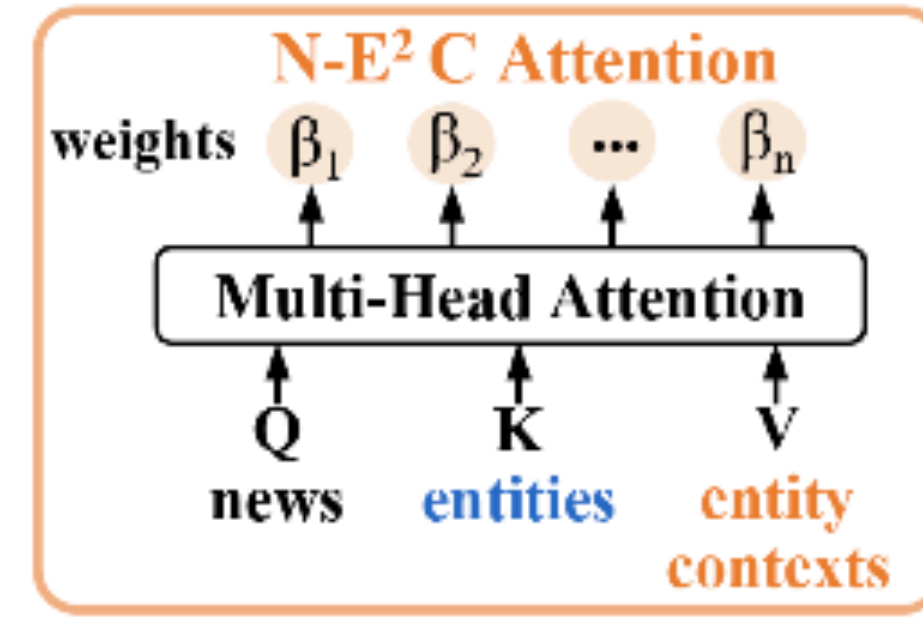 N-E² C Attention
weights β₁ β₂ ... βₙ
Multi-Head Attention
Q K V
news entities entity
contexts